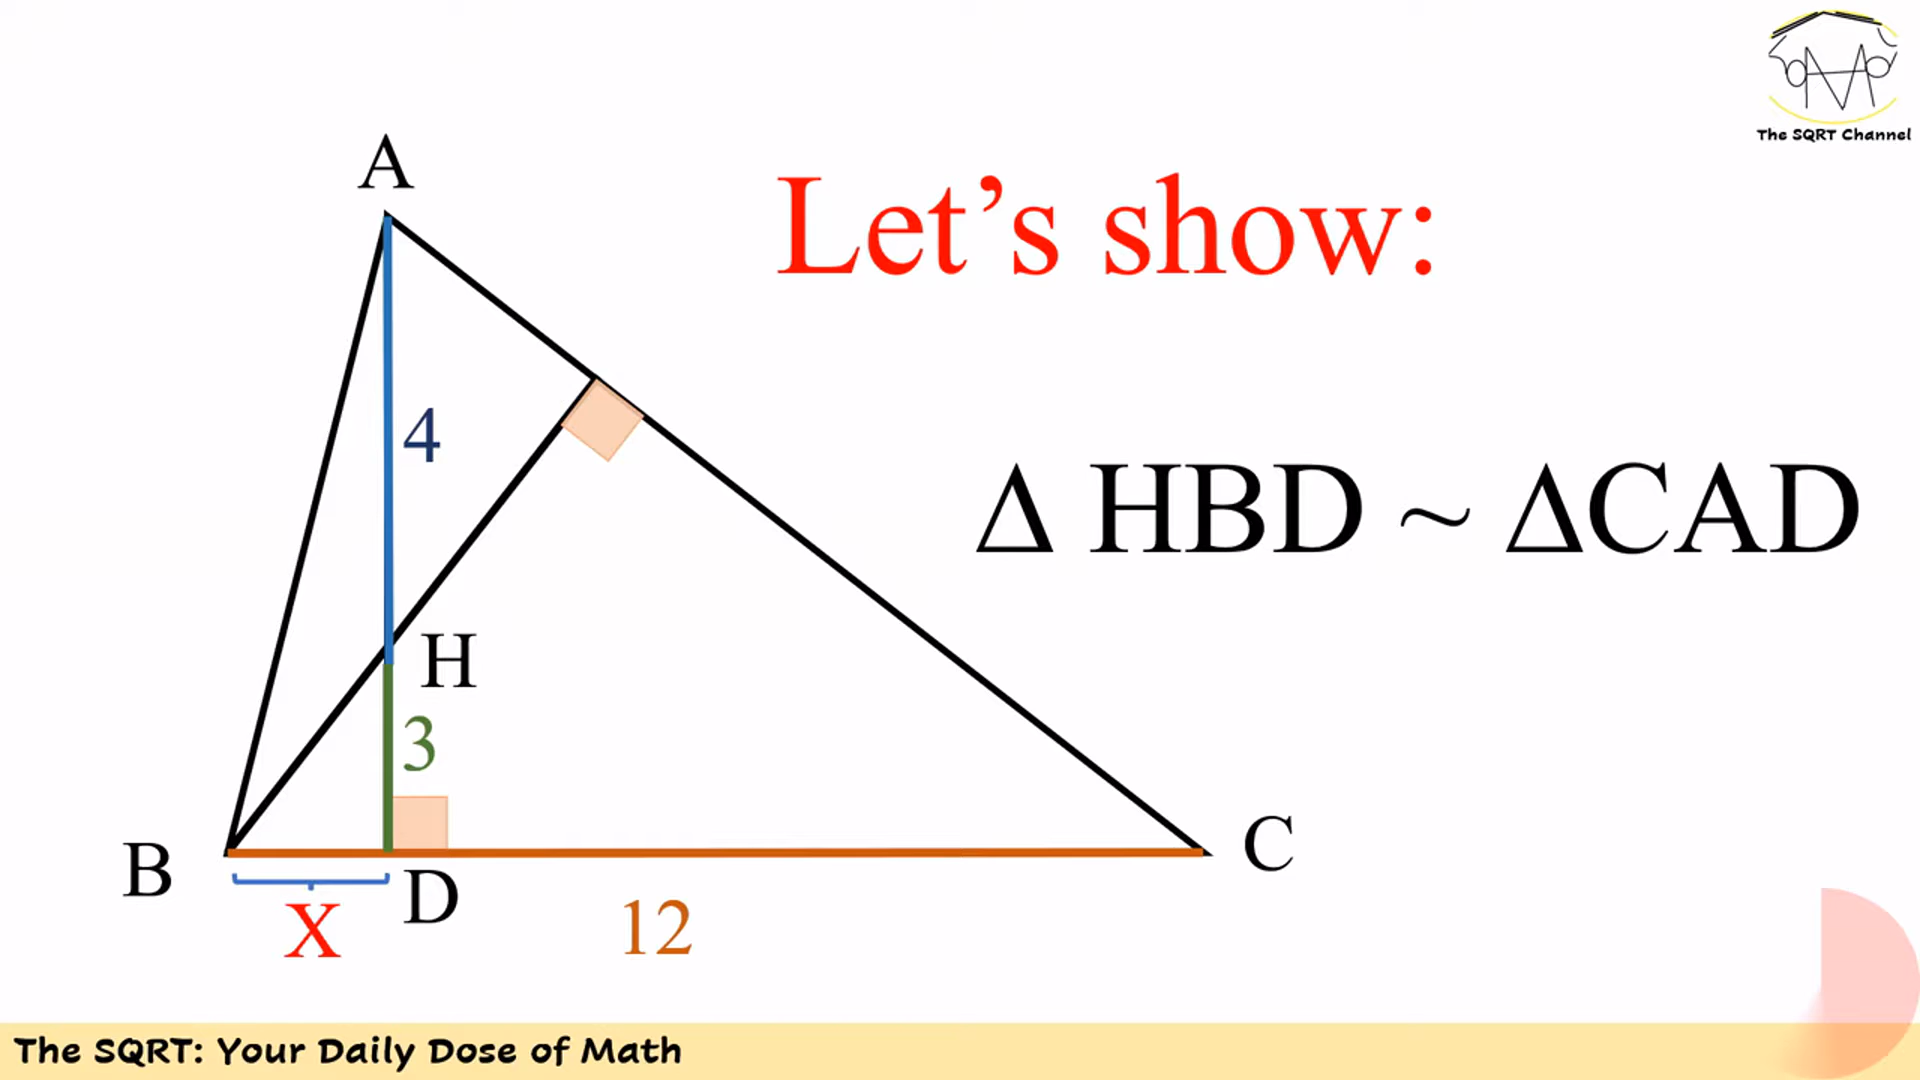 The SQRT Channel
A
Let’s show:
4
Δ HBD ~ ΔCAD
H
3
B
D
C
X
12
The SQRT: Your Daily Dose of Math